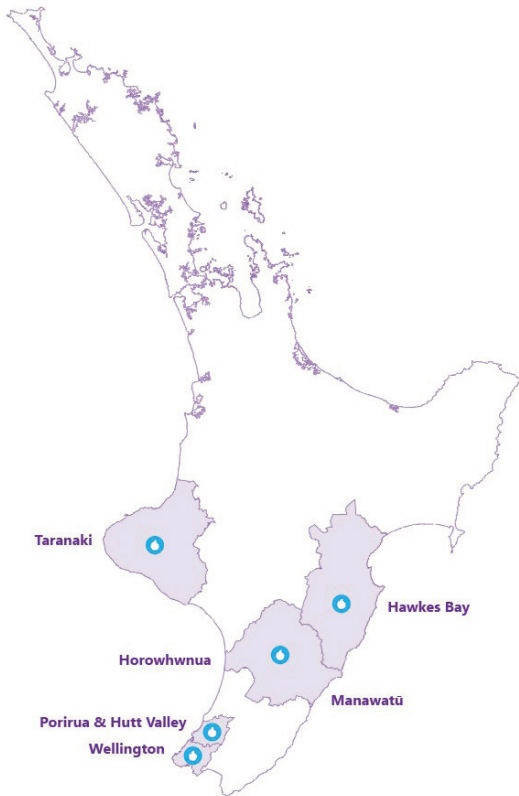 Taranaki
Hawkes Bay
Horowhwnua
Manawatū
Porirua & Hutt Valley
Wellington